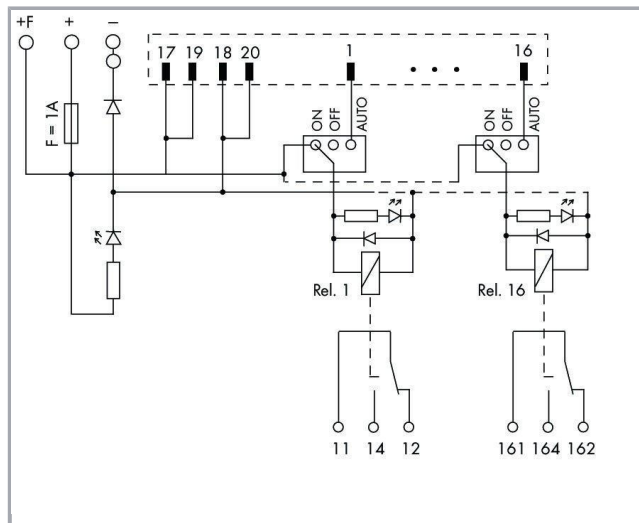 +F + −
17 19 18 20 1 • • • 16
F = 1A
ON OFF AUTO
ON OFF AUTO
Rel. 1
Rel. 16
11 14 12
161 164 162